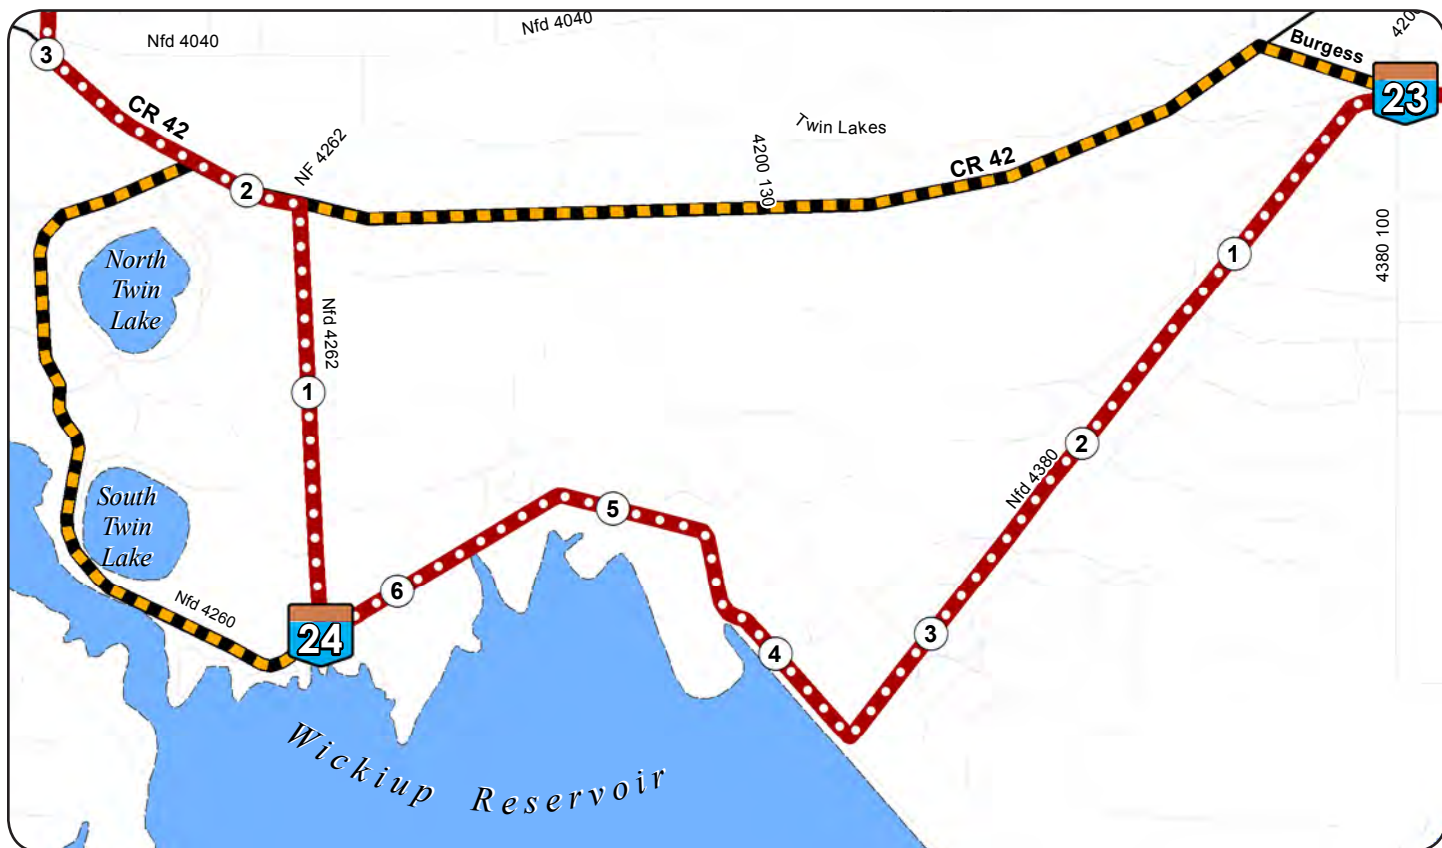 Nfd 4040
Nfd 4040
420
Burgess
3
23
CR 42
Twin Lakes
NF 4262
4200 130
CR 42
2
4380 100
1
North
Twin
Lake
Nfd 4262
1
2
Nfd 4380
South
Twin
Lake
5
6
Nfd 4260
24
4
3
Wickiup Reservoir